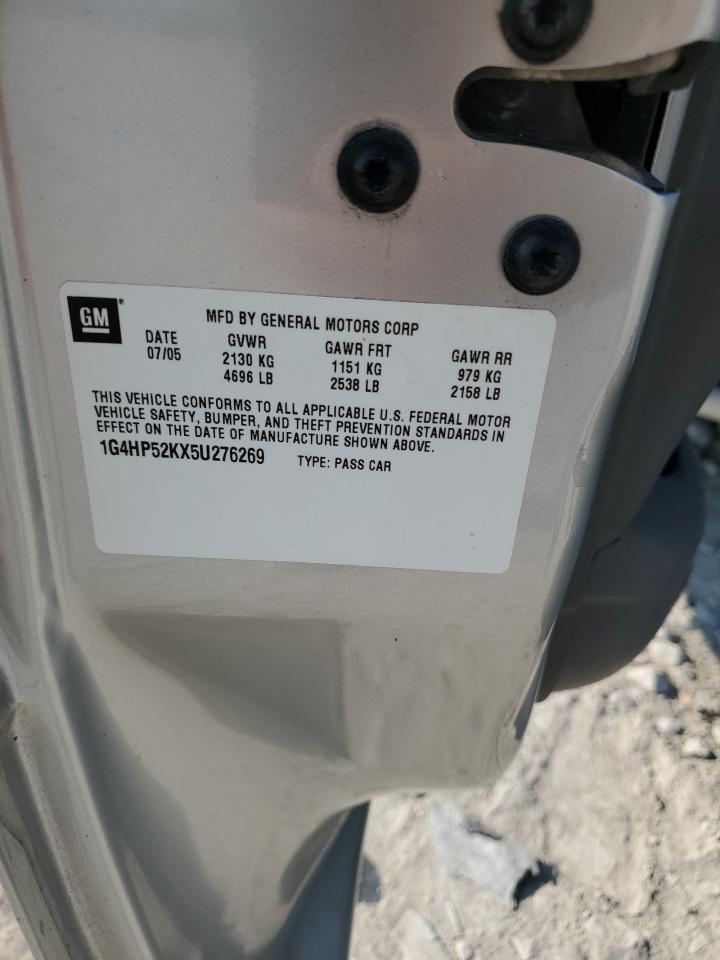 GM
MFD BY GENERAL MOTORS CORP
DATE GVWR GAWR FRT GAWR RR
07/05 2130 KG 1151 KG 979 KG
4696 LB 2538 LB 2158 LB
THIS VEHICLE CONFORMS TO ALL APPLICABLE U.S. FEDERAL MOTOR
VEHICLE SAFETY, BUMPER, AND THEFT PREVENTION STANDARDS IN
EFFECT ON THE DATE OF MANUFACTURE SHOWN ABOVE.
1G4HP52KX5U276269 TYPE: PASS CAR